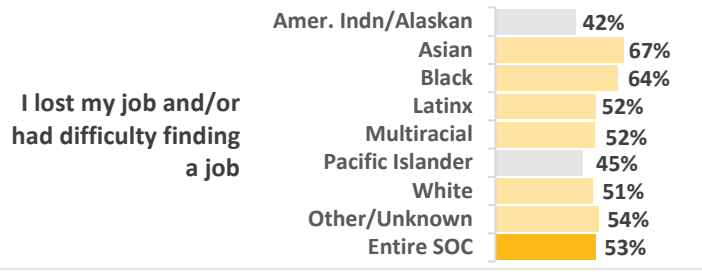 I lost my job and/or
had difficulty finding
a job
Amer. Indn/Alaskan 42%
Asian 67%
Black 64%
Latinx 52%
Multiracial 52%
Pacific Islander 45%
White 51%
Other/Unknown 54%
Entire SOC 53%